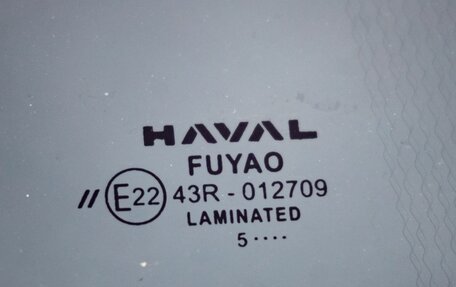 HAVAL
FUYAO
// E22 43R - 012709
LAMINATED
5 ····